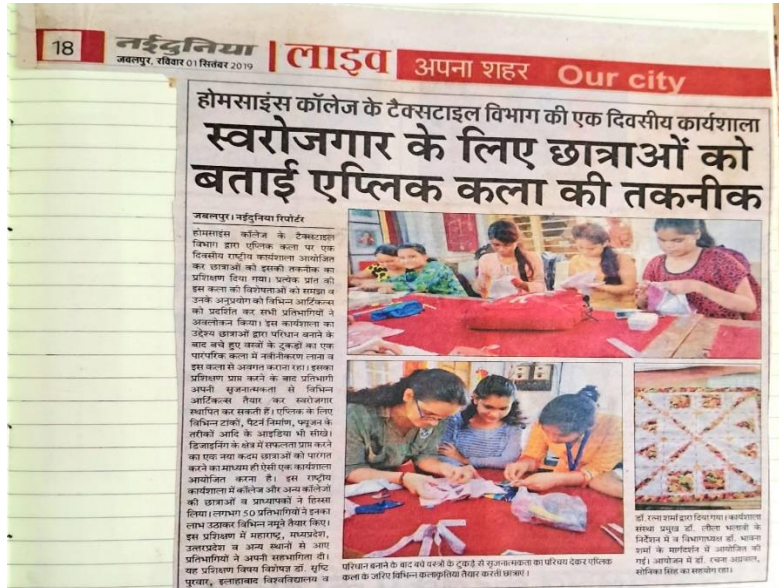 18
नईदुनिया
जबलपुर, रविवार 01 सितंबर 2019
लाइव
अपना शहर
Our city
होमसाइंस कॉलेज के टैक्सटाइल विभाग की एक दिवसीय कार्यशाला
स्वरोजगार के लिए छात्राओं को
बताई एप्लिक कला की तकनीक
जबलपुर। नईदुनिया रिपोर्टर
होमसाइंस कॉलेज के टैक्सटाइल
विभाग द्वारा एप्लिक कला पर एक
दिवसीय राष्ट्रीय कार्यशाला आयोजित
कर छात्राओं को इसकी तकनीक का
प्रशिक्षण दिया गया। प्रत्येक प्रांत की
इस कला की विशेषताओं को समझा व
उनके अनुप्रयोग को विभिन्न आर्टिकल्स
को प्रदर्शित कर सभी प्रतिभागियों ने
अवलोकन किया। इस कार्यशाला का
उद्देश्य छात्राओं द्वारा परिधान बनाने के
बाद बचे हुए वस्त्रों के टुकड़ों का एक
पारंपरिक कला में नवीनीकरण लाना व
इस कला से अवगत कराना रहा। इसका
प्रशिक्षण प्राप्त करने के बाद प्रतिभागी
अपनी सृजनात्मकता से विभिन्न
आर्टिकल्स तैयार कर स्वरोजगार
स्थापित कर सकती हैं। एप्लिक के लिए
विभिन्न टांकों, पैटर्न निर्माण, फ्यूजन के
तरीकों आदि के आइडिया भी सीखे।
डिजाइनिंग के क्षेत्र में सफलता प्राप्त करने
का एक नया कदम छात्राओं को पारंगत
करने का माध्यम ही ऐसी एक कार्यशाला
आयोजित करना है। इस राष्ट्रीय
कार्यशाला में कॉलेज और अन्य कॉलेजों
की छात्राओं व प्राध्यापकों ने हिस्सा
लिया। लगभग 50 प्रतिभागियों ने इनका
लाभ उठाकर विभिन्न नमूने तैयार किए।
इस प्रशिक्षण में महाराष्ट्र, मध्यप्रदेश,
उत्तरप्रदेश व अन्य स्थानों से आए
प्रतिभागियों ने अपनी सहभागिता दी।
यह प्रशिक्षण विषय विशेषज्ञ डॉ. सृष्टि
पुरवार, इलाहाबाद विश्वविद्यालय व
परिधान बनाने के बाद बचे वस्त्रों के टुकड़े से सृजनात्मकता का परिचय देकर एप्लिक
कला के जरिए विभिन्न कलाकृतियां तैयार करती छात्राएं।
डॉ. रत्ना शर्मा द्वारा दिया गया। कार्यशाला
संस्था प्रमुख डॉ. लीला भलावी के
निर्देशन में व विभागाध्यक्ष डॉ. भावना
शर्मा के मार्गदर्शन में आयोजित की
गई। आयोजन में डॉ. रचना अग्रवाल,
सोनिका सिंह का सहयोग रहा।